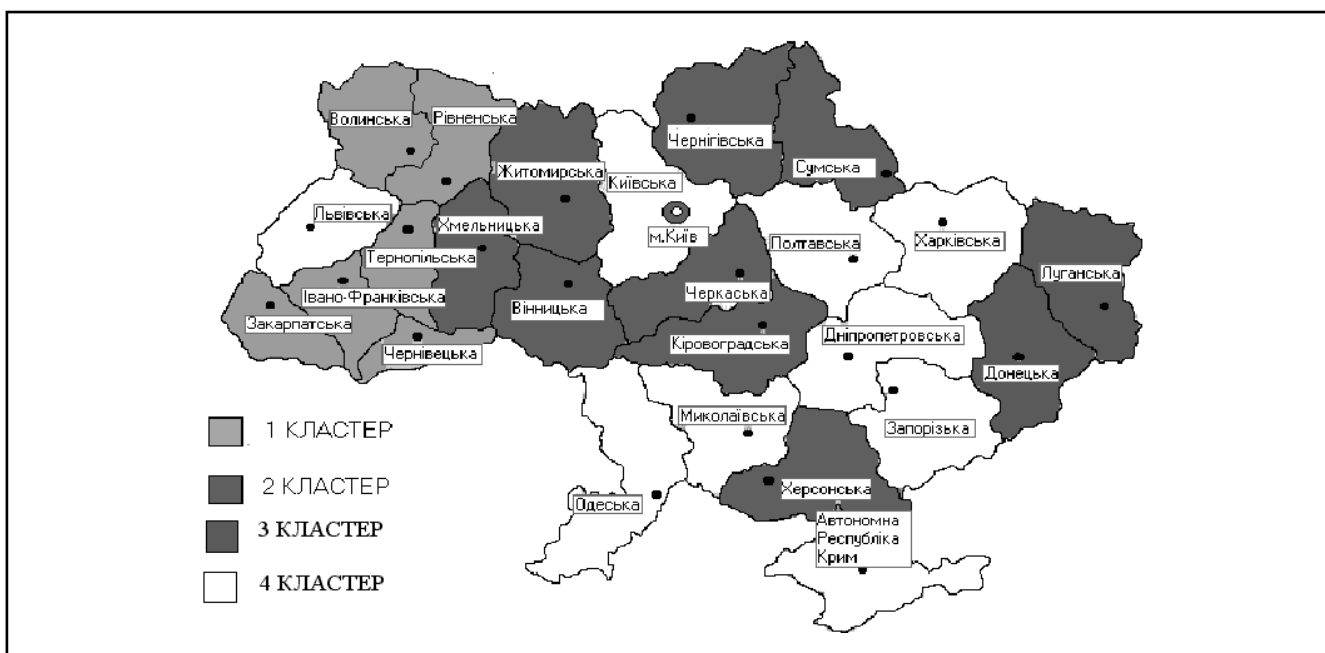 Волинська
Рівненська
Житомирська
Київська
м.Київ
Чернігівська
Сумська
Львівська
Хмельницька
Тернопільська
Івано-Франківська
Закарпатська
Чернівецька
Вінницька
Черкаська
Кіровоградська
Полтавська
Харківська
Луганська
Дніпропетровська
Донецька
Запорізька
Миколаївська
Херсонська
Одеська
Автономна
Республіка
Крим
1 КЛАСТЕР
2 КЛАСТЕР
3 КЛАСТЕР
4 КЛАСТЕР